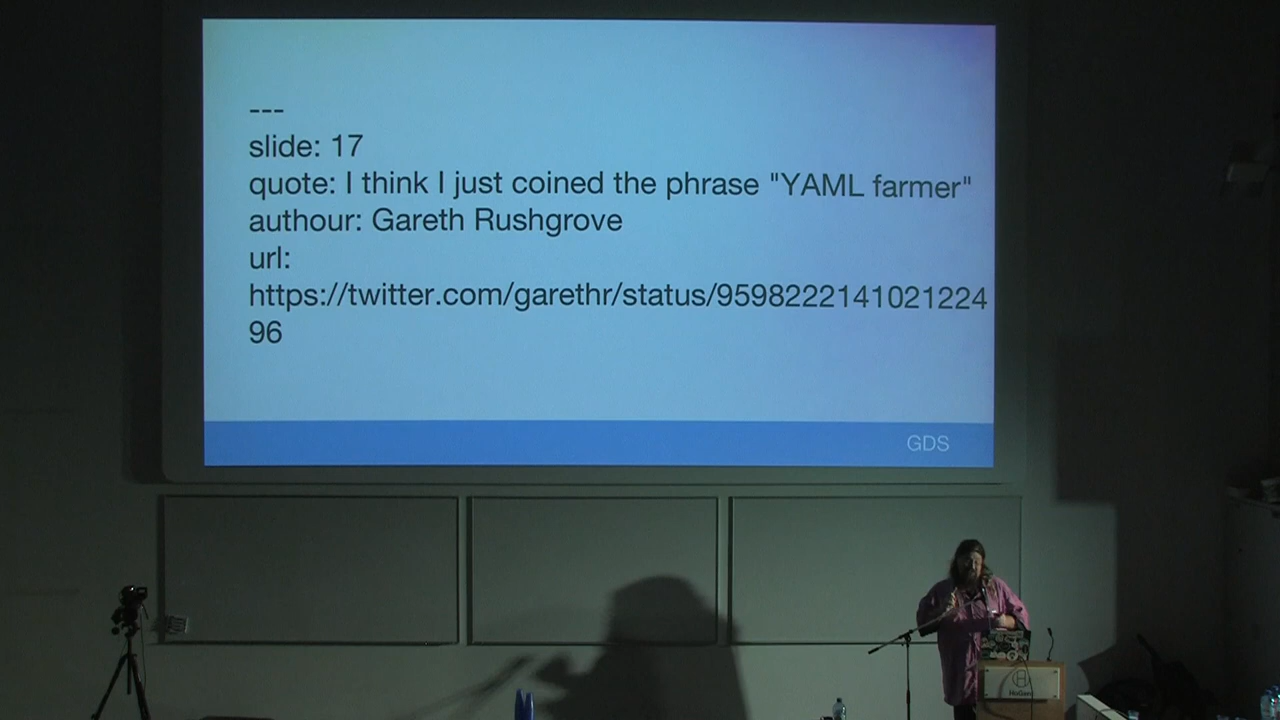 ---
slide: 17
quote: I think I just coined the phrase "YAML farmer"
authour: Gareth Rushgrove
url:
https://twitter.com/garethr/status/9598222141021224
96
GDS
HoGent